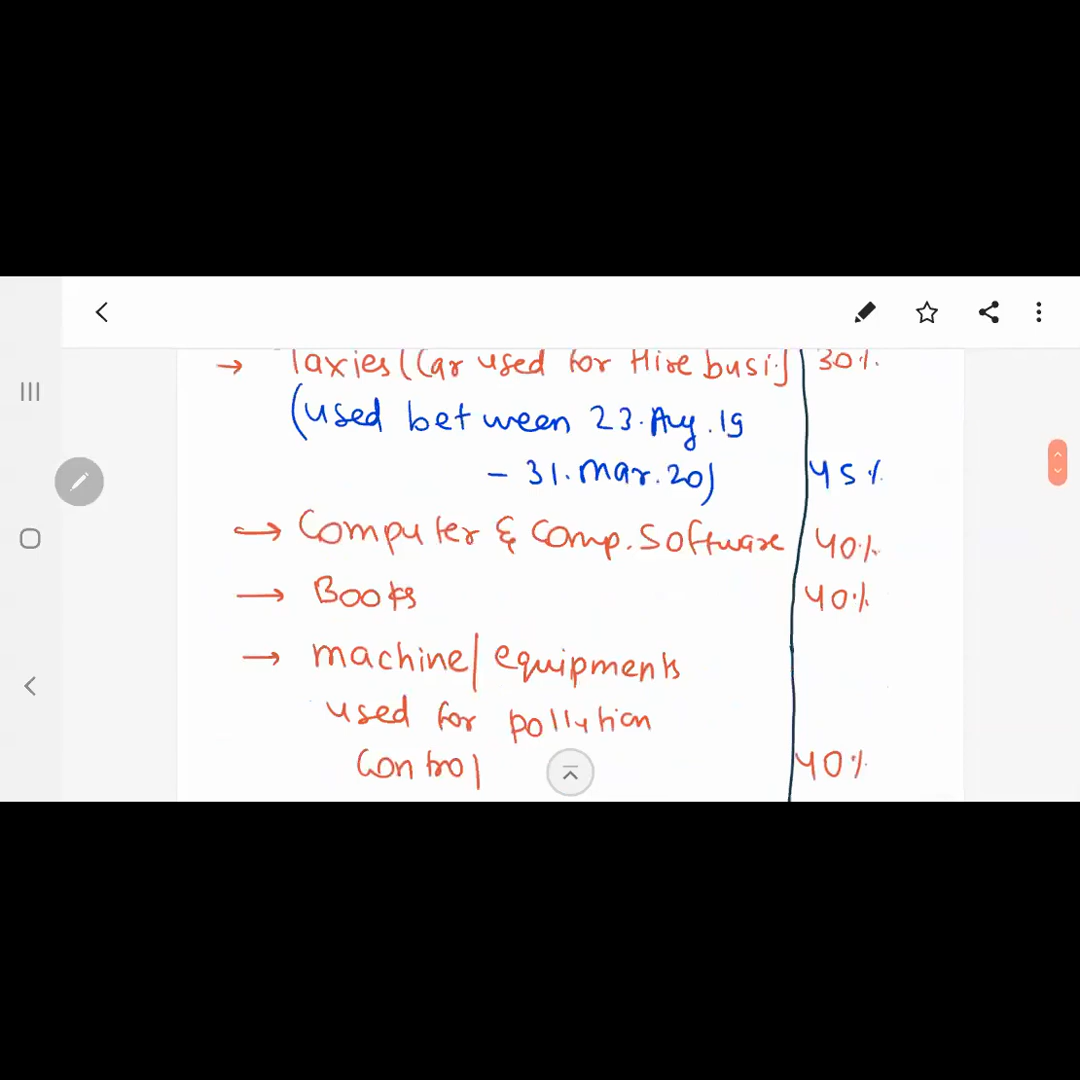 → Taxies (Car used for Hire busi.) 30%
(used between 23.Aug.19
- 31.Mar.20) 45%
→ Computer & Comp. Software 40%
→ Books 40%
→ machine/equipments
used for pollution
control 40%